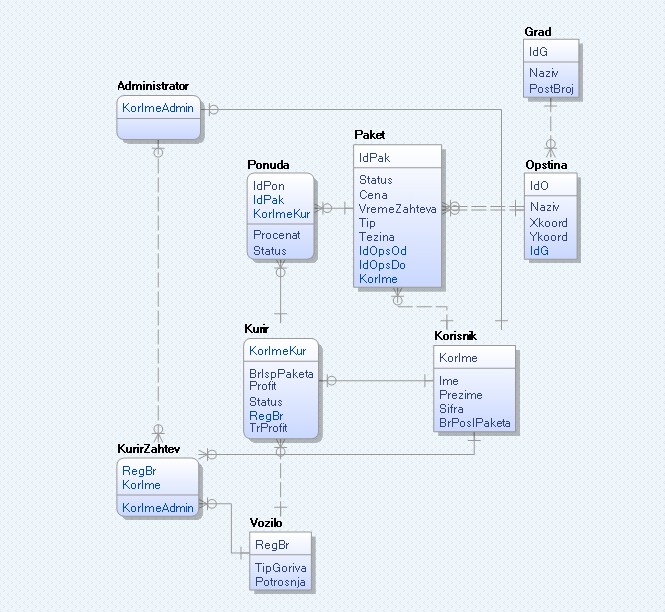 Grad
IdG
Naziv
PostBroj
Administrator
KorImeAdmin
Paket
IdPak
Status
Cena
VremeZahteva
Tip
Tezina
IdOpsOd
IdOpsDo
KorIme
Ponuda
IdPon
IdPak
KorImeKur
Procenat
Status
Opstina
IdO
Naziv
Xkoord
Ykoord
IdG
Kurir
KorImeKur
BrIspPaketa
Profit
Status
RegBr
TrProfit
Korisnik
KorIme
Ime
Prezime
Sifra
BrPoslPaketa
KurirZahtev
RegBr
KorIme
KorImeAdmin
Vozilo
RegBr
TipGoriva
Potrosnja